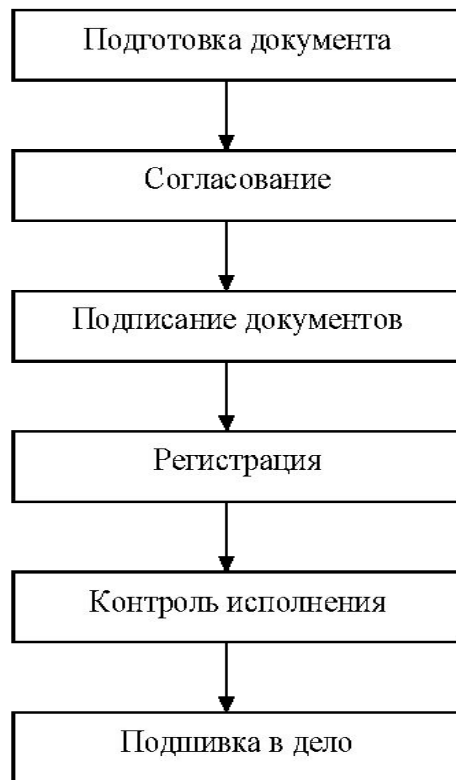 Подготовка документа
Согласование
Подписание документов
Регистрация
Контроль исполнения
Подшивка в дело